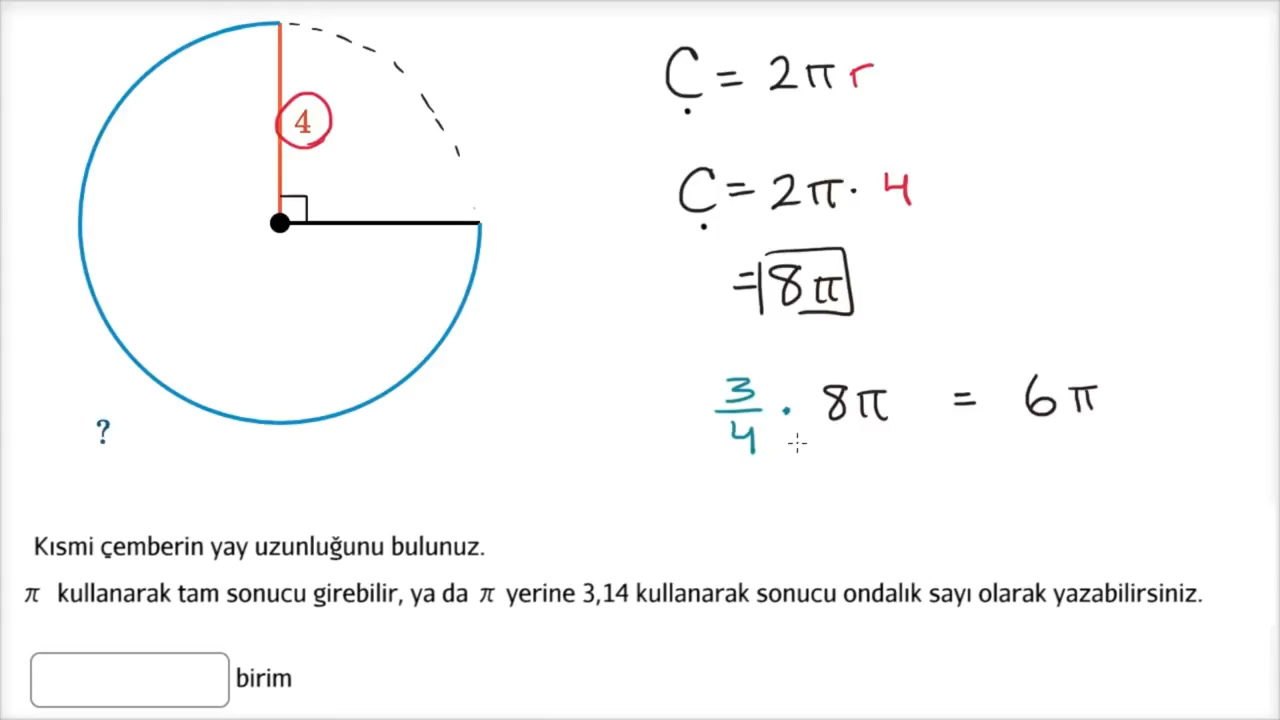 4
?
Ç = 2πr
Ç = 2π · 4
= 8π
3/4 · 8π = 6π
Kısmi çemberin yay uzunluğunu bulunuz.
π kullanarak tam sonucu girebilir, ya da π yerine 3,14 kullanarak sonucu ondalık sayı olarak yazabilirsiniz.
birim